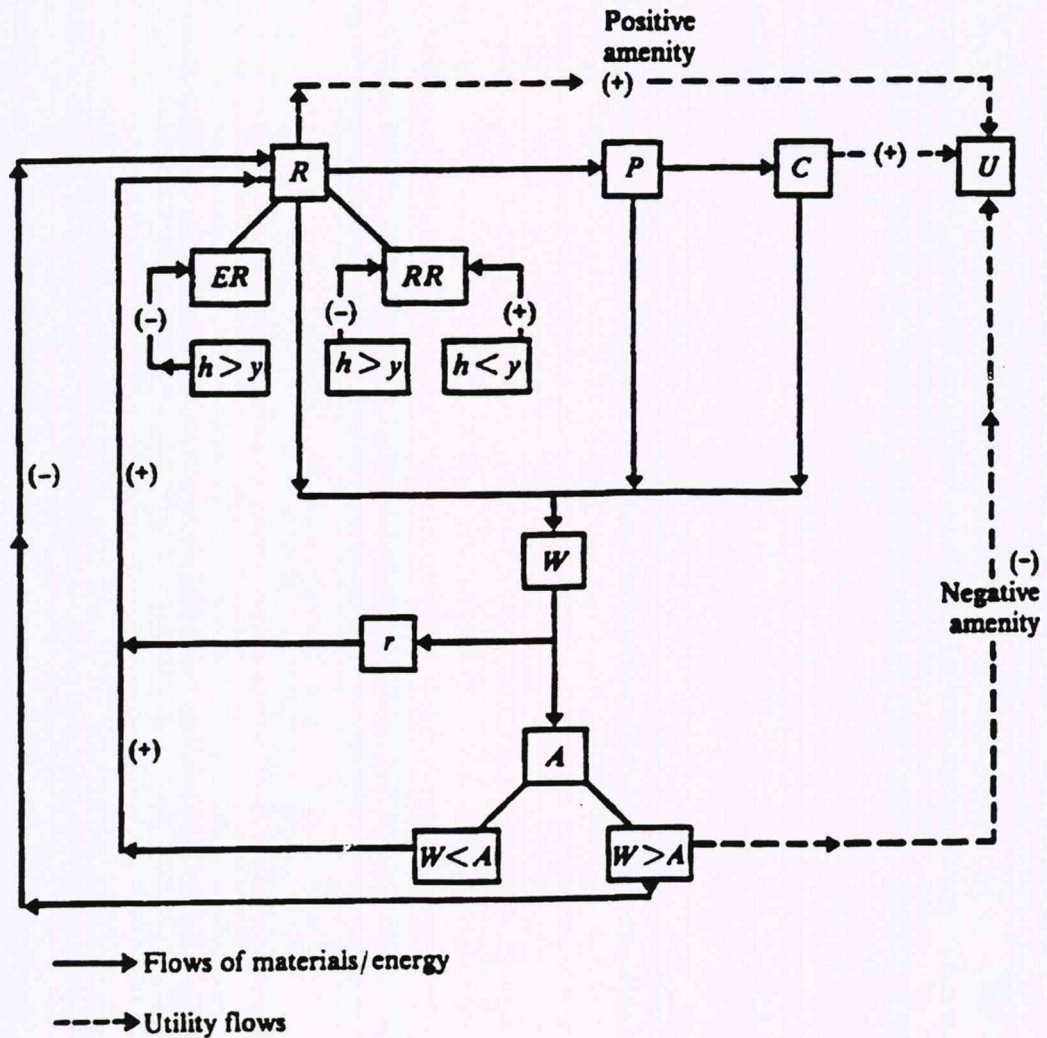 Positive
amenity
(+)
R
P
C
(+)
U
ER
RR
(-)
(-)
(+)
h > y
h > y
h < y
(-)
(+)
W
(-)
Negative
amenity
r
(+)
A
W < A
W > A
Flows of materials/energy
Utility flows